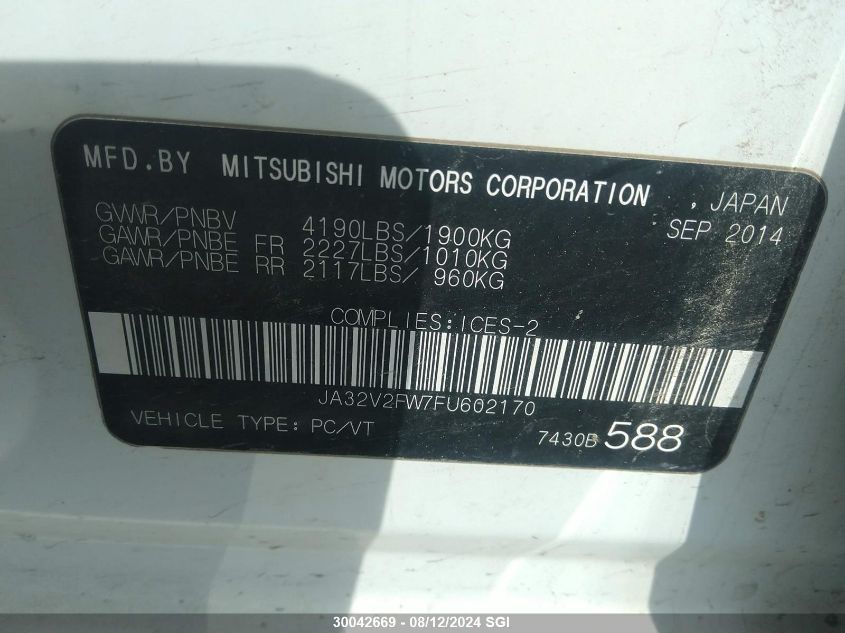 MFD.BY MITSUBISHI MOTORS CORPORATION , JAPAN
GVWR/PNBV 4190LBS/1900KG SEP 2014
GAWR/PNBE FR 2227LBS/1010KG
GAWR/PNBE RR 2117LBS/ 960KG
COMPLIES:ICES-2
JA32V2FW7FU602170
VEHICLE TYPE: PC/VT 7430B 588
30042669 - 08/12/2024 SGI